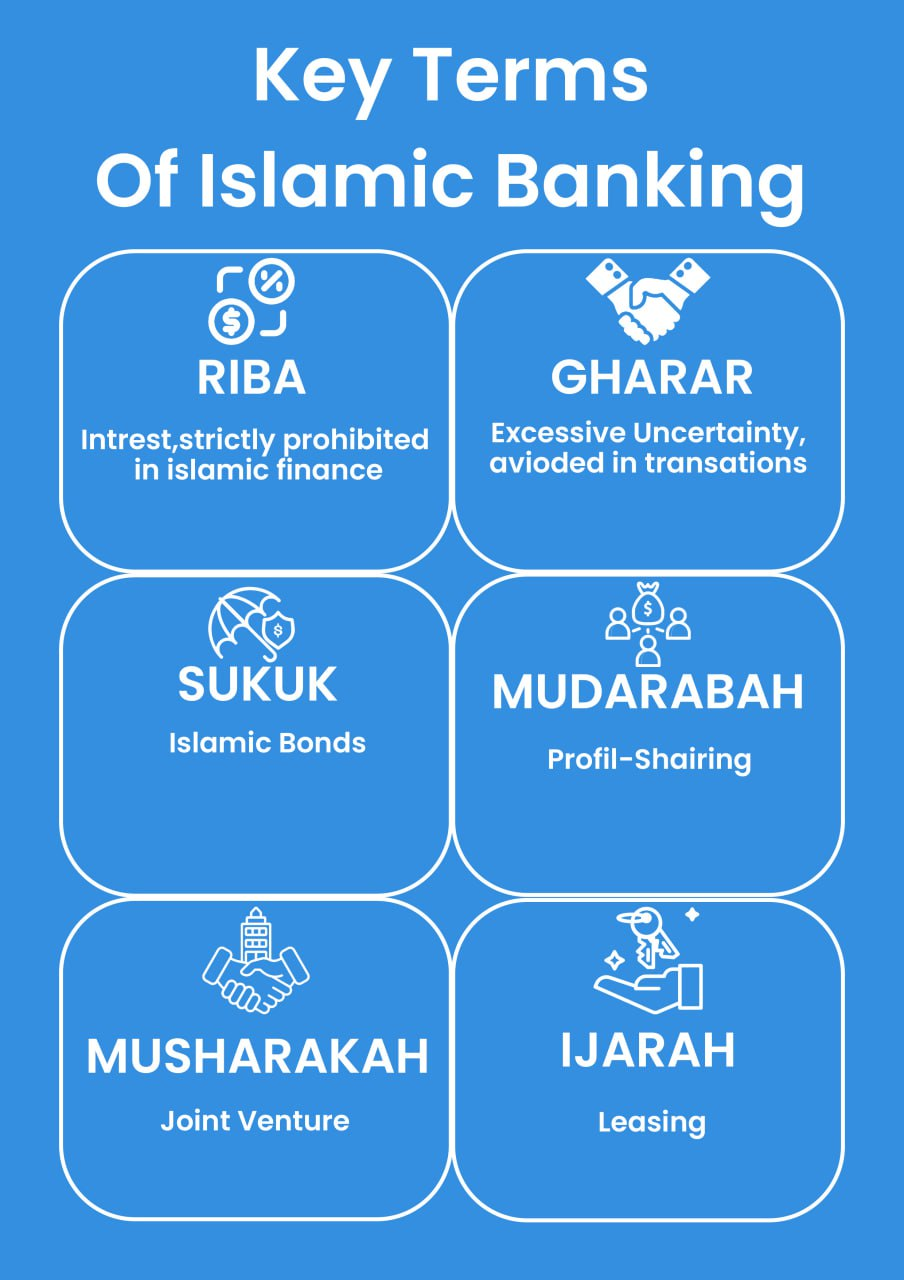 Key Terms
Of Islamic Banking
RIBA
Intrest,strictly prohibited
in islamic finance
GHARAR
Excessive Uncertainty,
avioded in transations
SUKUK
Islamic Bonds
MUDARABAH
Profil-Shairing
MUSHARAKAH
Joint Venture
IJARAH
Leasing